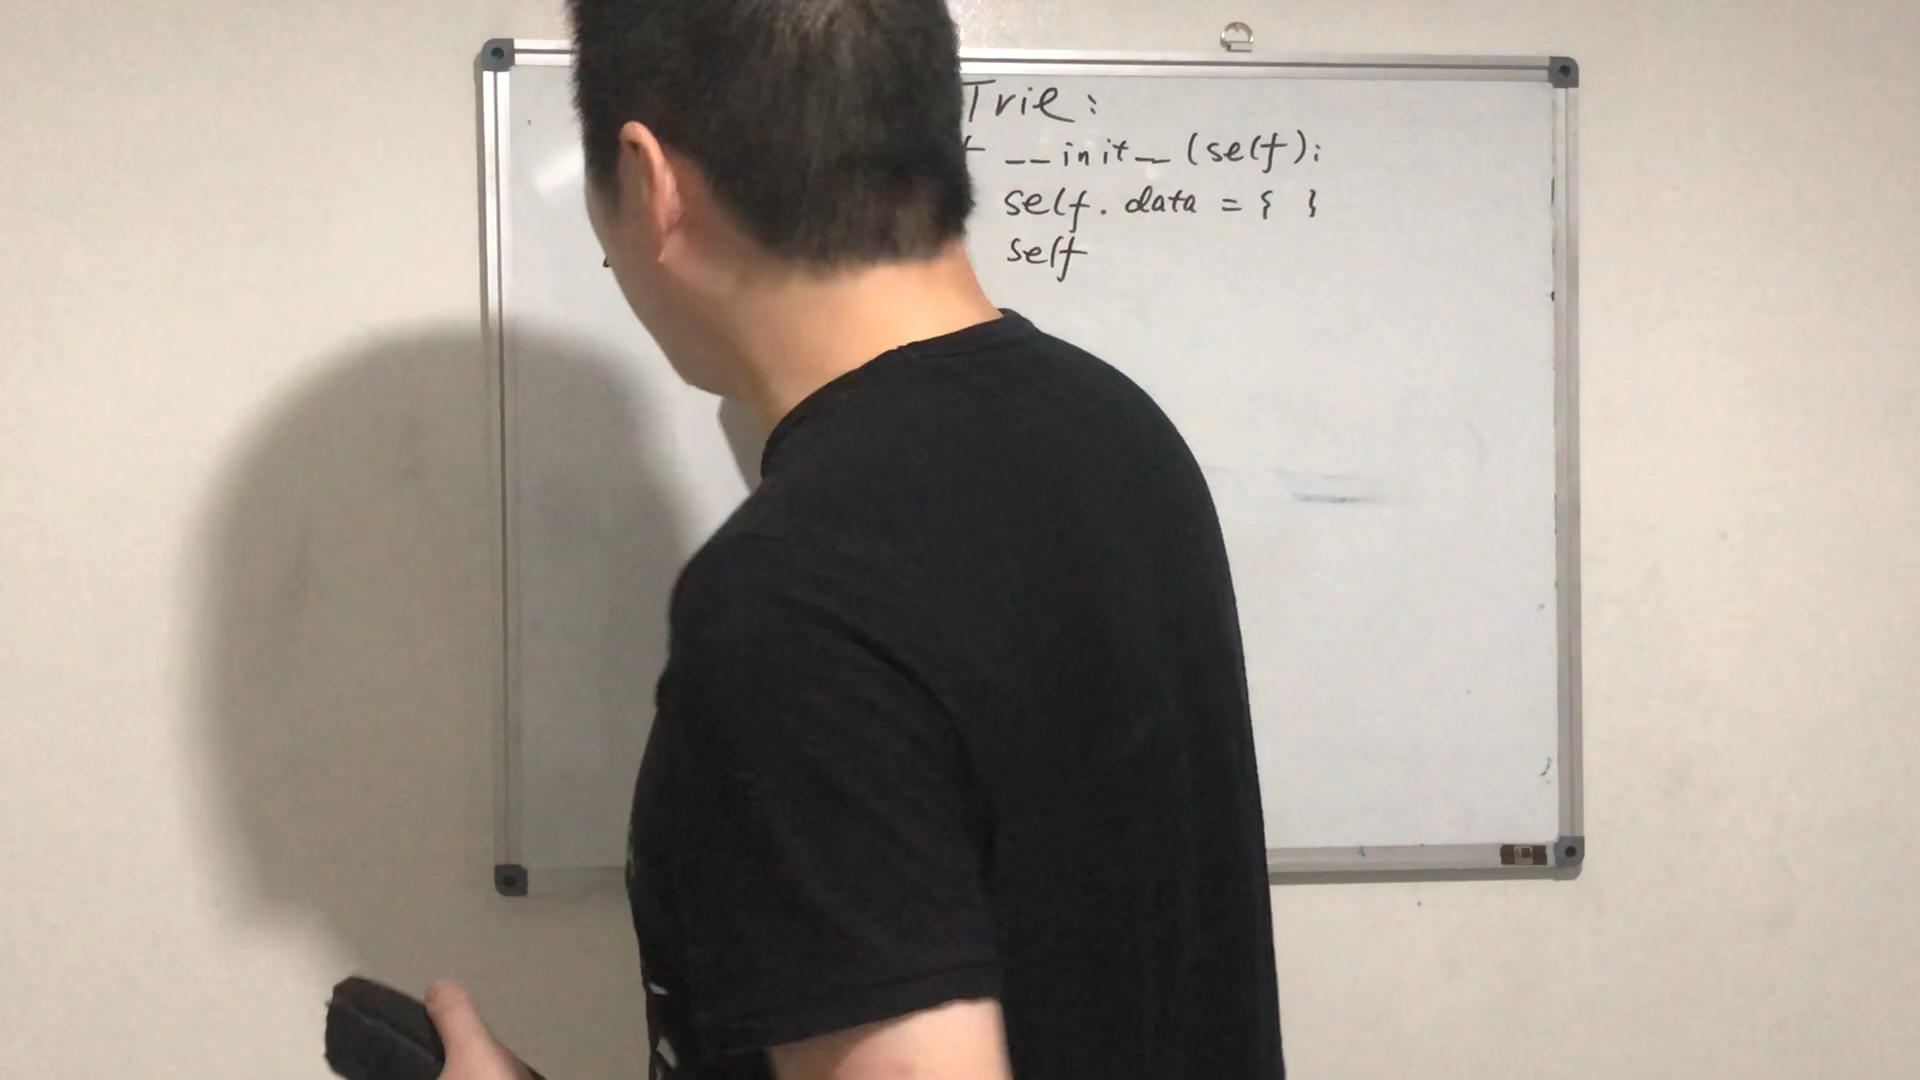 Trie:
__init__(self):
self.data = { }
self